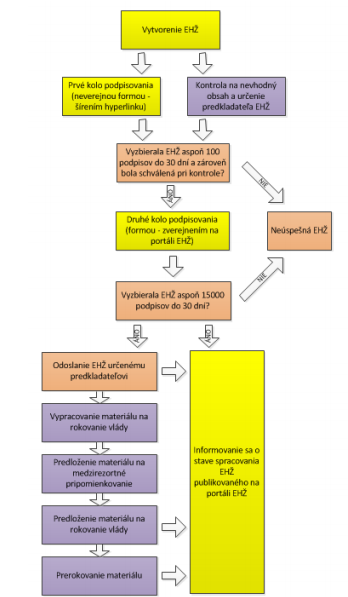 Vytvorenie EHŽ
Prvé kolo podpisovania
(neverejnou formou -
šírením hyperlinku)
Kontrola na nevhodný
obsah a určenie
predkladateľa EHŽ
Vyzbierala EHŽ aspoň 100
podpisov do 30 dní a zároveň
bola schválená pri kontrole?
NIE
ÁNO
Druhé kolo podpisovania
(formou - zverejnením na
portáli EHŽ)
Neúspešná EHŽ
NIE
Vyzbierala EHŽ aspoň 15000
podpisov do 30 dní?
ÁNO
ÁNO
Odoslanie EHŽ určenému
predkladateľovi
Vypracovanie materiálu na
rokovanie vlády
Predloženie materiálu na
medzirezortné
pripomienkovanie
Predloženie materiálu na
rokovanie vlády
Prerokovanie materiálu
Informovanie sa o
stave spracovania
EHŽ
publikovaného na
portáli EHŽ